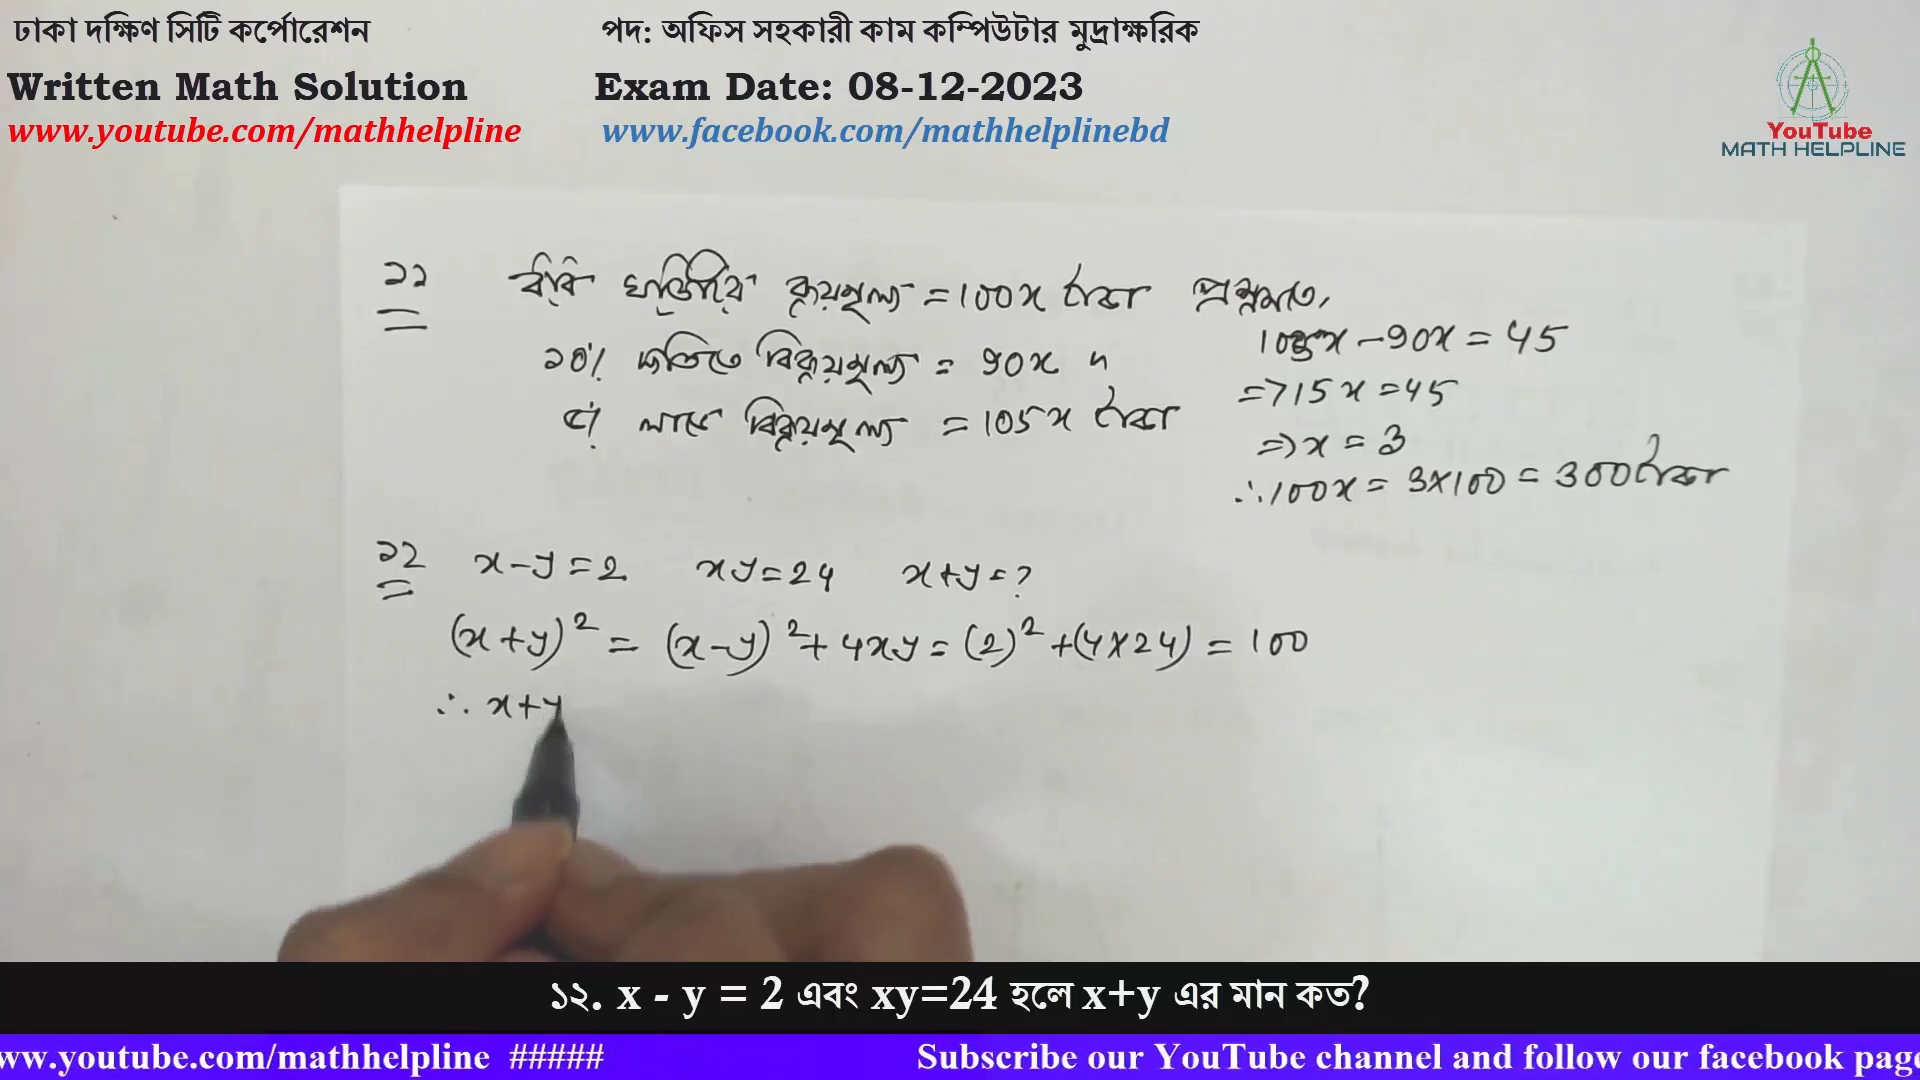 ঢাকা দক্ষিণ সিটি কর্পোরেশন
পদ: অফিস সহকারী কাম কম্পিউটার মুদ্রাক্ষরিক
Written Math Solution
Exam Date: 08-12-2023
www.youtube.com/mathhelpline
www.facebook.com/mathhelplinebd
YouTube
MATH HELPLINE
১১ ধরি ঘড়িটির ক্রয়মূল্য = 100x টাকা
১০% ক্ষতিতে বিক্রয়মূল্য = 90x "
৫% লাভে বিক্রয়মূল্য = 105x টাকা
প্রশ্নমতে,
105x - 90x = 45
=> 15x = 45
=> x = 3
∴ 100x = 3×100 = 300 টাকা
১২ x - y = 2 xy = 24 x+y = ?
(x+y)² = (x-y)² + 4xy = (2)² + (4×24) = 100
∴ x+y
১২. x - y = 2 এবং xy=24 হলে x+y এর মান কত?
ww.youtube.com/mathhelpline ##### Subscribe our YouTube channel and follow our facebook page